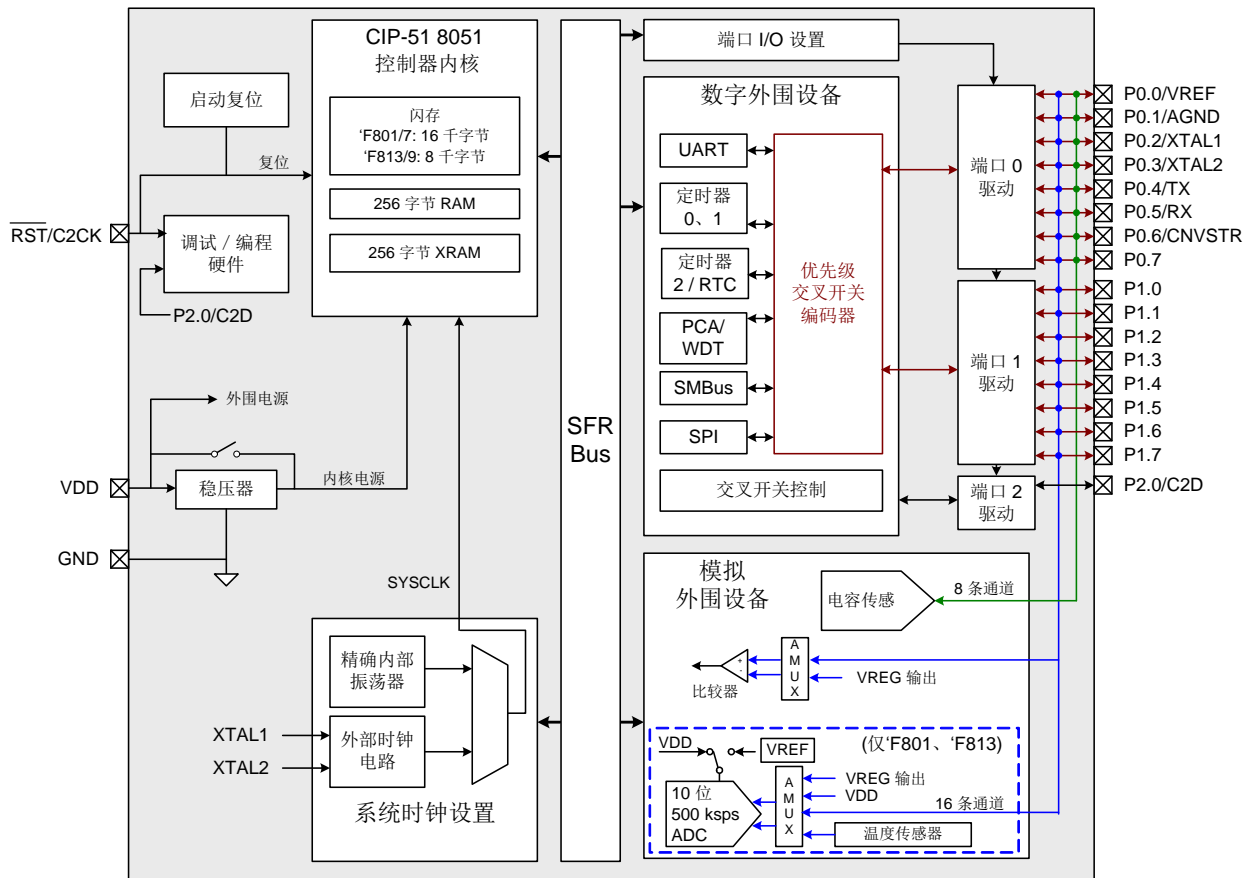 CIP-51 8051
控制器内核
闪存
‘F801/7: 16 千字节
‘F813/9: 8 千字节
256 字节 RAM
256 字节 XRAM
启动复位
复位
RST/C2CK
调试 / 编程
硬件
P2.0/C2D
外围电源
VDD
稳压器
内核电源
GND
SYSCLK
精确内部
振荡器
XTAL1
XTAL2
外部时钟
电路
系统时钟设置
SFR
Bus
端口 I/O 设置
数字外围设备
UART
定时器
0、1
定时器
2 / RTC
PCA/
WDT
SMBus
SPI
优先级
交叉开关
编码器
交叉开关控制
端口 0
驱动
端口 1
驱动
端口 2
驱动
P0.0/VREF
P0.1/AGND
P0.2/XTAL1
P0.3/XTAL2
P0.4/TX
P0.5/RX
P0.6/CNVSTR
P0.7
P1.0
P1.1
P1.2
P1.3
P1.4
P1.5
P1.6
P1.7
P2.0/C2D
模拟
外围设备
电容传感
8 条通道
A
M
U
X
+
-
比较器
VREG 输出
(仅‘F801、‘F813)
VDD
VREF
10 位
500 ksps
ADC
A
M
U
X
VREG 输出
VDD
16 条通道
温度传感器